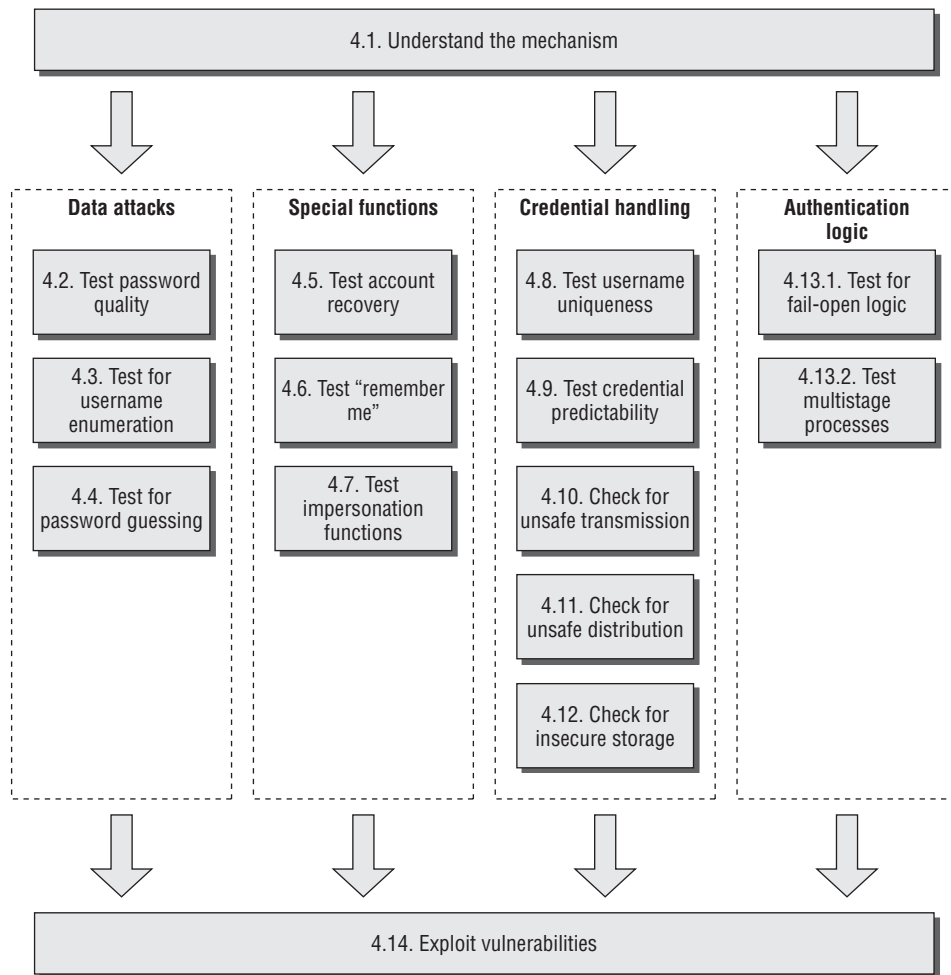 4.1. Understand the mechanism
Data attacks
4.2. Test password
quality
4.3. Test for
username
enumeration
4.4. Test for
password guessing
Special functions
4.5. Test account
recovery
4.6. Test “remember
me”
4.7. Test
impersonation
functions
Credential handling
4.8. Test username
uniqueness
4.9. Test credential
predictability
4.10. Check for
unsafe transmission
4.11. Check for
unsafe distribution
4.12. Check for
insecure storage
Authentication
logic
4.13.1. Test for
fail-open logic
4.13.2. Test
multistage
processes
4.14. Exploit vulnerabilities